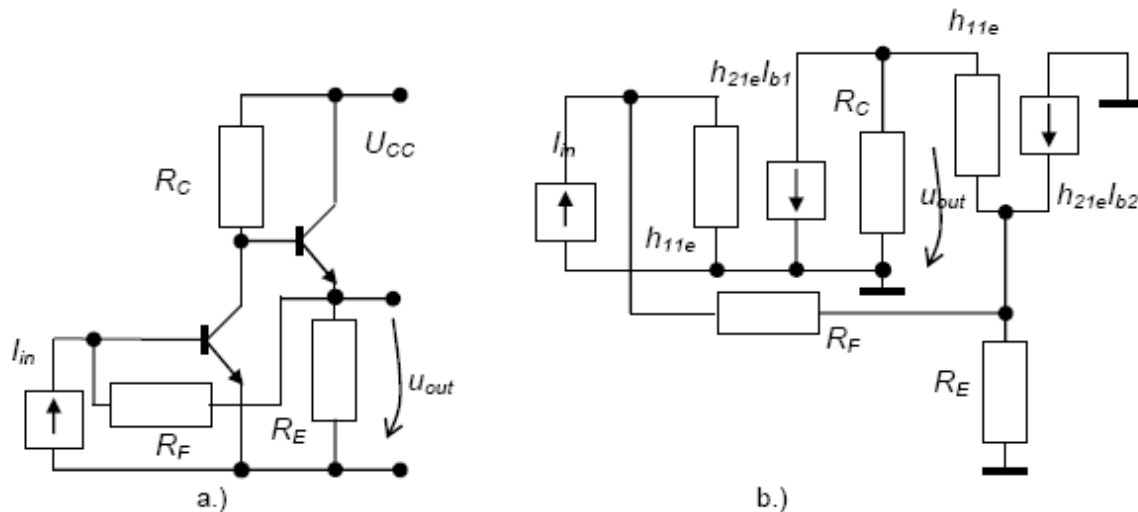 R_C
U_CC
I_in
R_F
R_E
u_out
a.)
h_11e
h_21eI_b1
R_C
I_in
u_out
h_11e
h_21eI_b2
R_F
R_E
b.)